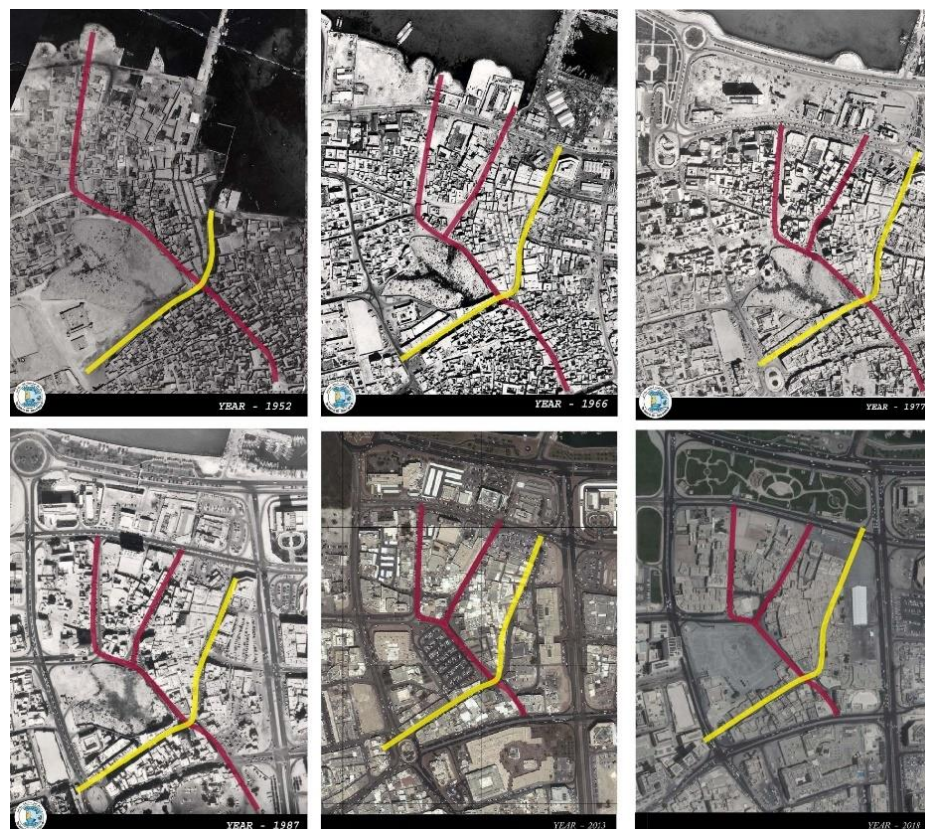 YEAR - 1952
YEAR - 1966
YEAR - 1977
YEAR - 1987
YEAR - 2013
YEAR - 2018